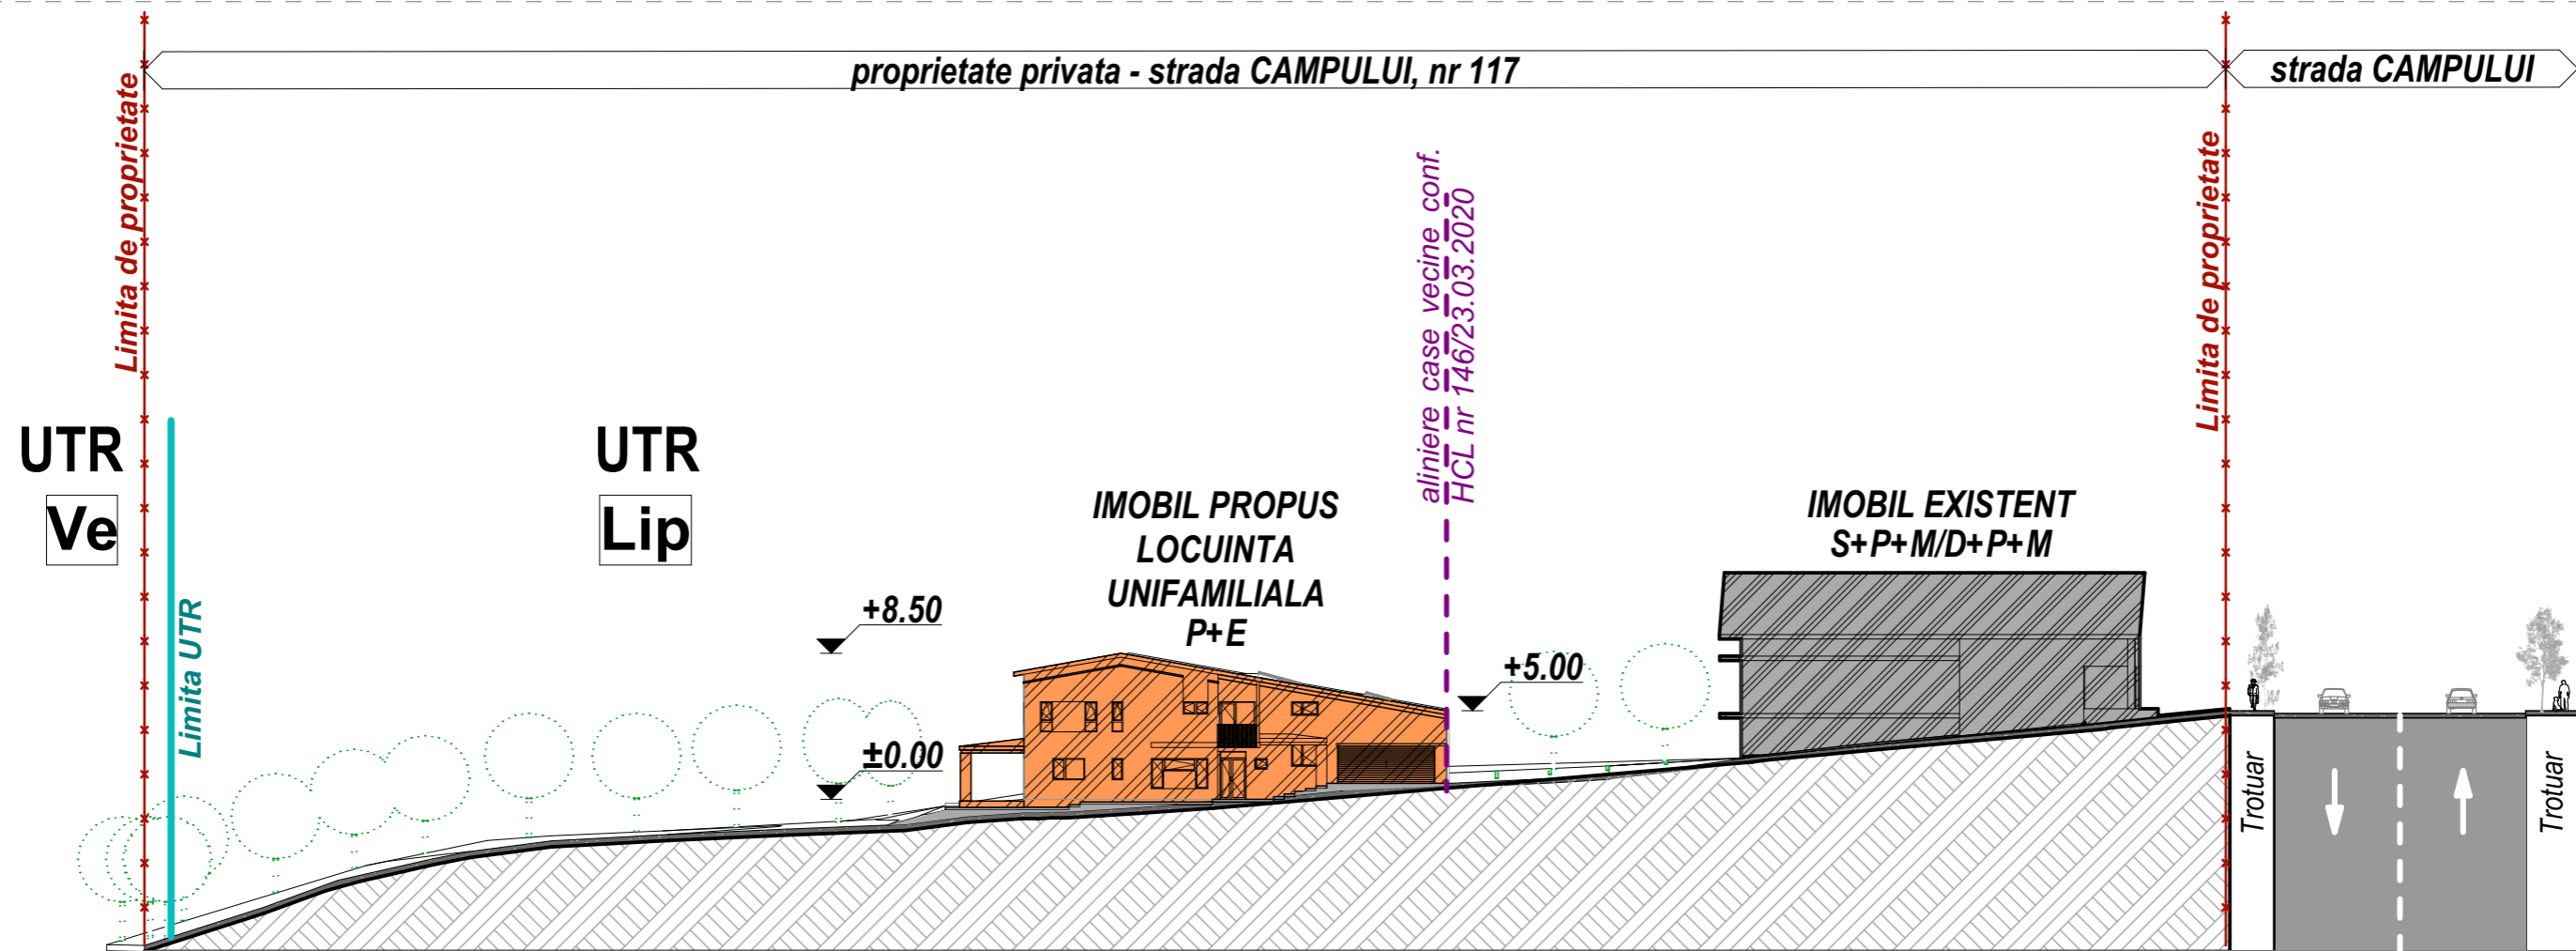 proprietate privata - strada CAMPULUI, nr 117
strada CAMPULUI
Limita de proprietate
Limita de proprietate
aliniere case vecine conf.
HCL nr 146/23.03.2020
UTR
Ve
UTR
Lip
Limita UTR
IMOBIL PROPUS
LOCUINTA
UNIFAMILIALA
P+E
IMOBIL EXISTENT
S+P+M/D+P+M
+8.50
+5.00
±0.00
Trotuar
Trotuar